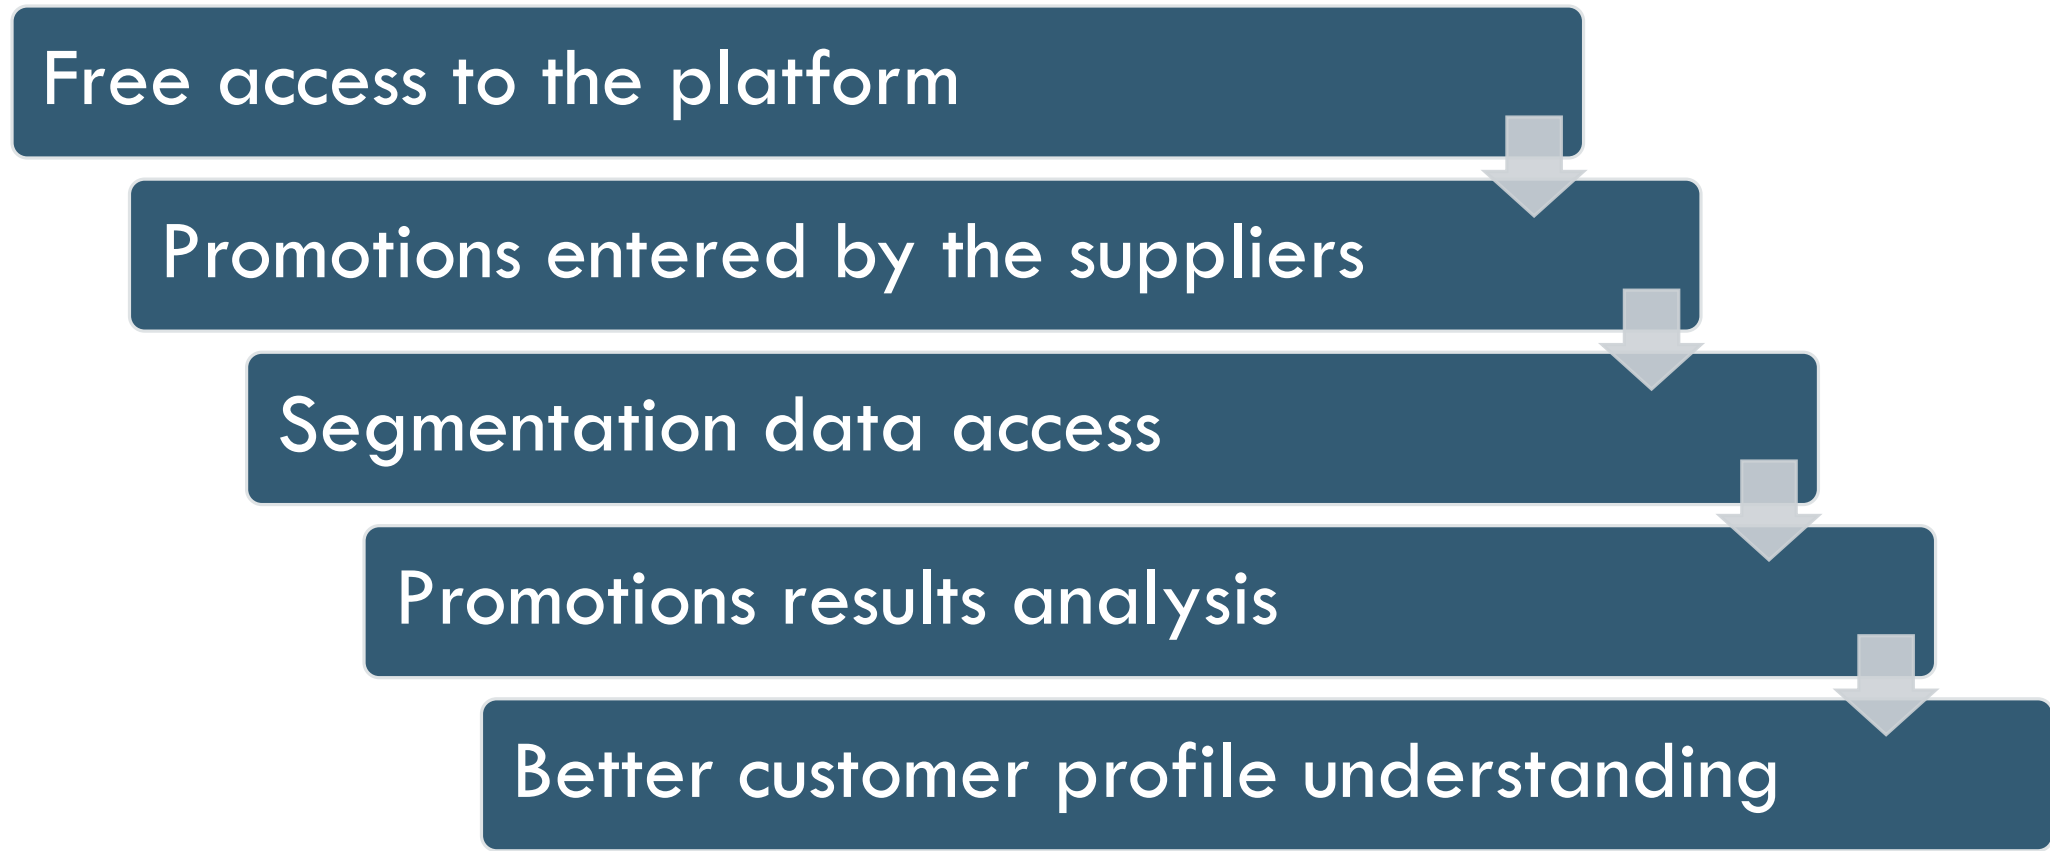 Free access to the platform
Promotions entered by the suppliers
Segmentation data access
Promotions results analysis
Better customer profile understanding